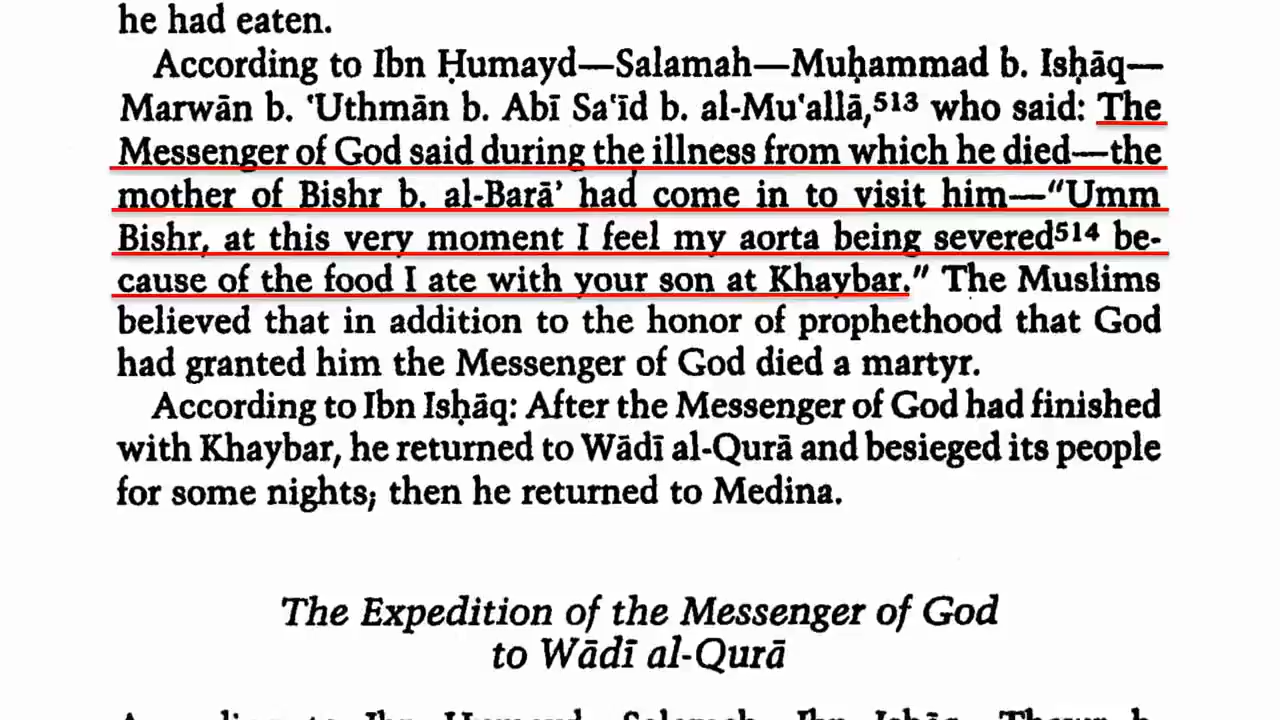 he had eaten.
According to Ibn Ḥumayd—Salamah—Muḥammad b. Isḥāq—
Marwān b. ‘Uthmān b. Abī Sa‘īd b. al-Mu‘allā,⁵¹³ who said: The
Messenger of God said during the illness from which he died—the
mother of Bishr b. al-Barā’ had come in to visit him—“Umm
Bishr, at this very moment I feel my aorta being severed⁵¹⁴ be-
cause of the food I ate with your son at Khaybar.” The Muslims
believed that in addition to the honor of prophethood that God
had granted him the Messenger of God died a martyr.
According to Ibn Isḥāq: After the Messenger of God had finished
with Khaybar, he returned to Wādī al-Qurā and besieged its people
for some nights; then he returned to Medina.
The Expedition of the Messenger of God
to Wādī al-Qurā